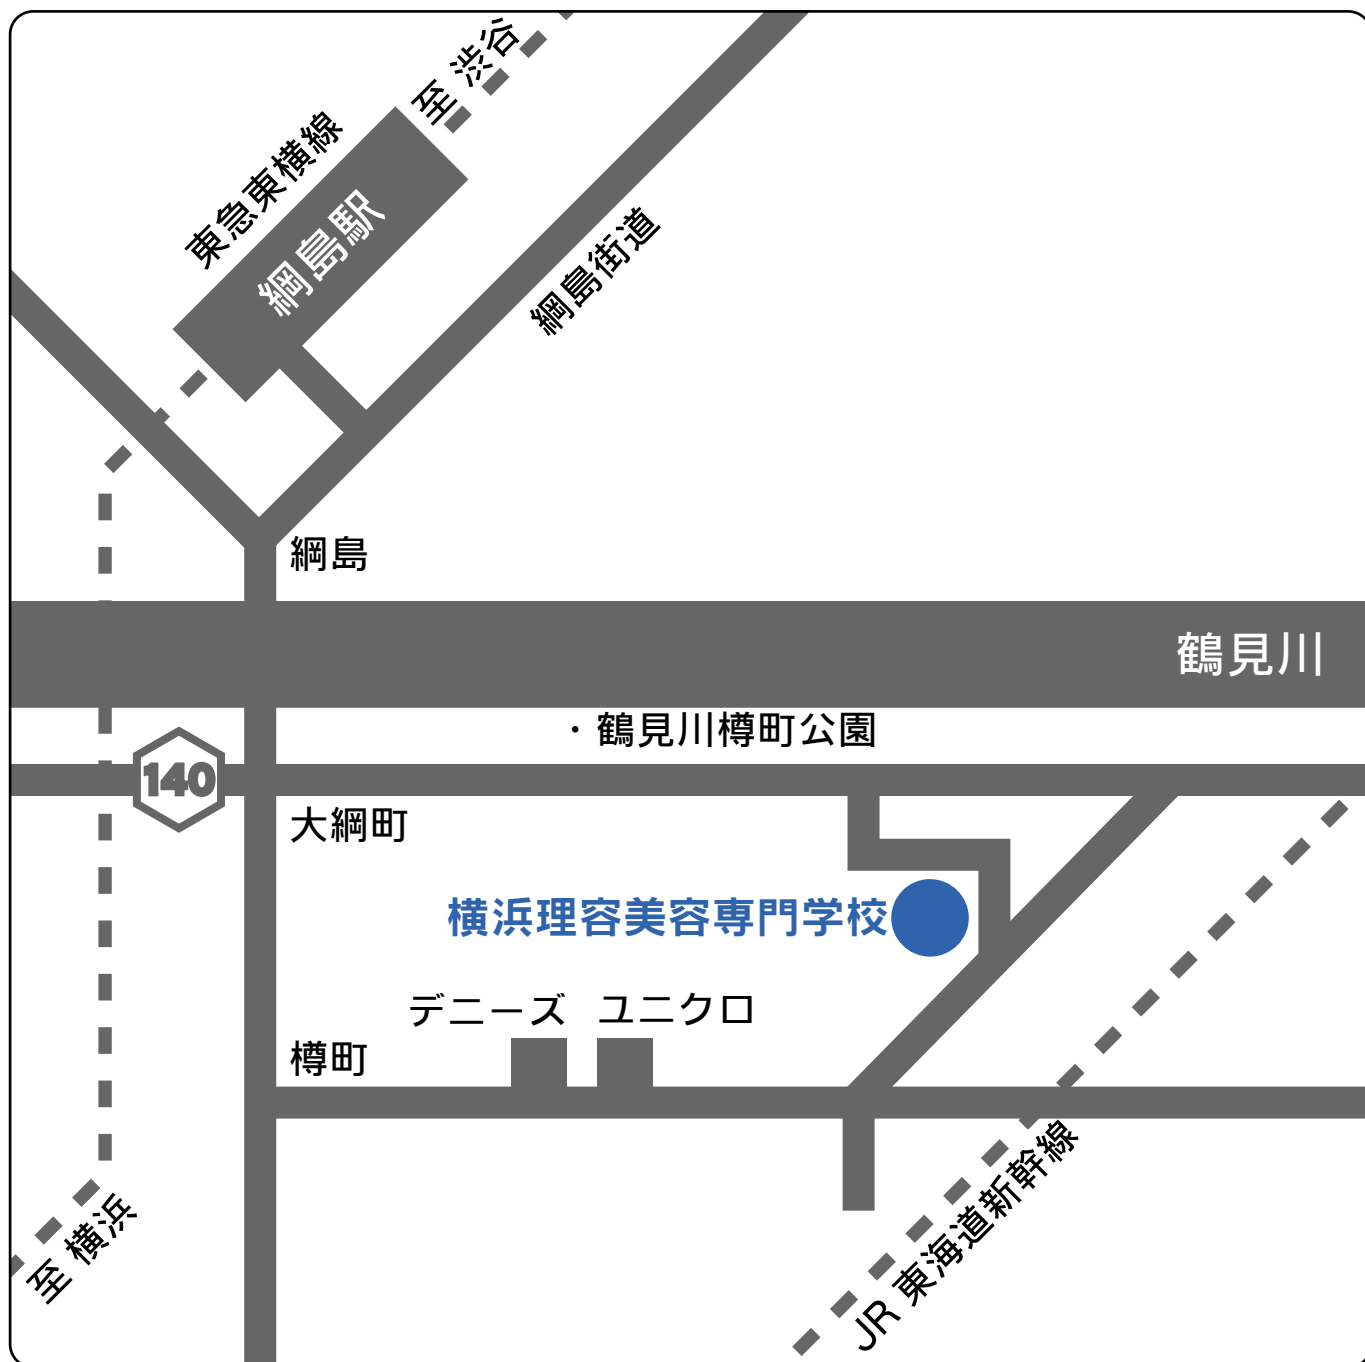 至 渋谷
東急東横線
綱島駅
綱島街道
綱島
鶴見川
・鶴見川樽町公園
140
大綱町
横浜理容美容専門学校
デニーズ ユニクロ
樽町
至 横浜
JR 東海道新幹線